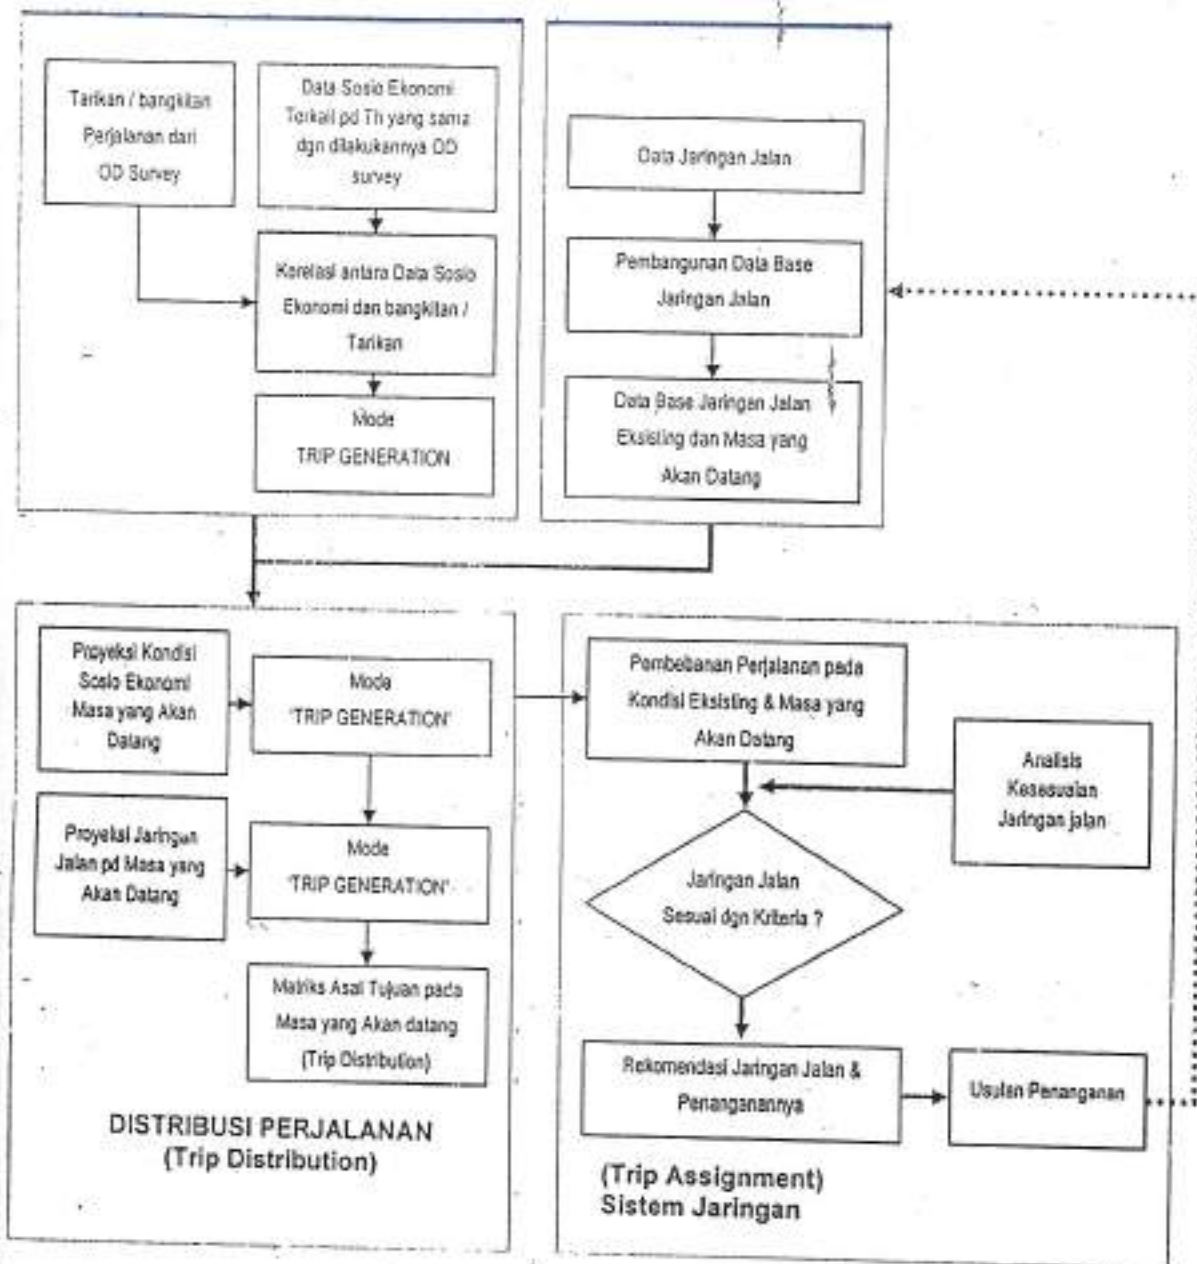 Tarikan / bangkitan
Perjalanan dari
OD Survey
Data Sosio Ekonomi
Terkait pd Th yang sama
dgn dilakukannya OD
survey
Korelasi antara Data Sosio
Ekonomi dan bangkitan /
Tarikan
Mode
TRIP GENERATION
Data Jaringan Jalan
Pembangunan Data Base
Jaringan Jalan
Data Base Jaringan Jalan
Eksisting dan Masa yang
Akan Datang
Proyeksi Kondisi
Sosio Ekonomi
Masa yang Akan
Datang
Mode
"TRIP GENERATION"
Proyeksi Jaringan
Jalan pd Masa yang
Akan Datang
Mode
"TRIP GENERATION"
Matriks Asal Tujuan pada
Masa yang Akan datang
(Trip Distribution)
DISTRIBUSI PERJALANAN
(Trip Distribution)
Pembebanan Perjalanan pada
Kondisi Eksisting & Masa yang
Akan Datang
Analisis
Kesesuaian
Jaringan jalan
Jaringan Jalan
Sesuai dgn Kriteria ?
Rekomendasi Jaringan Jalan &
Penanganannya
Usulan Penanganan
(Trip Assignment)
Sistem Jaringan